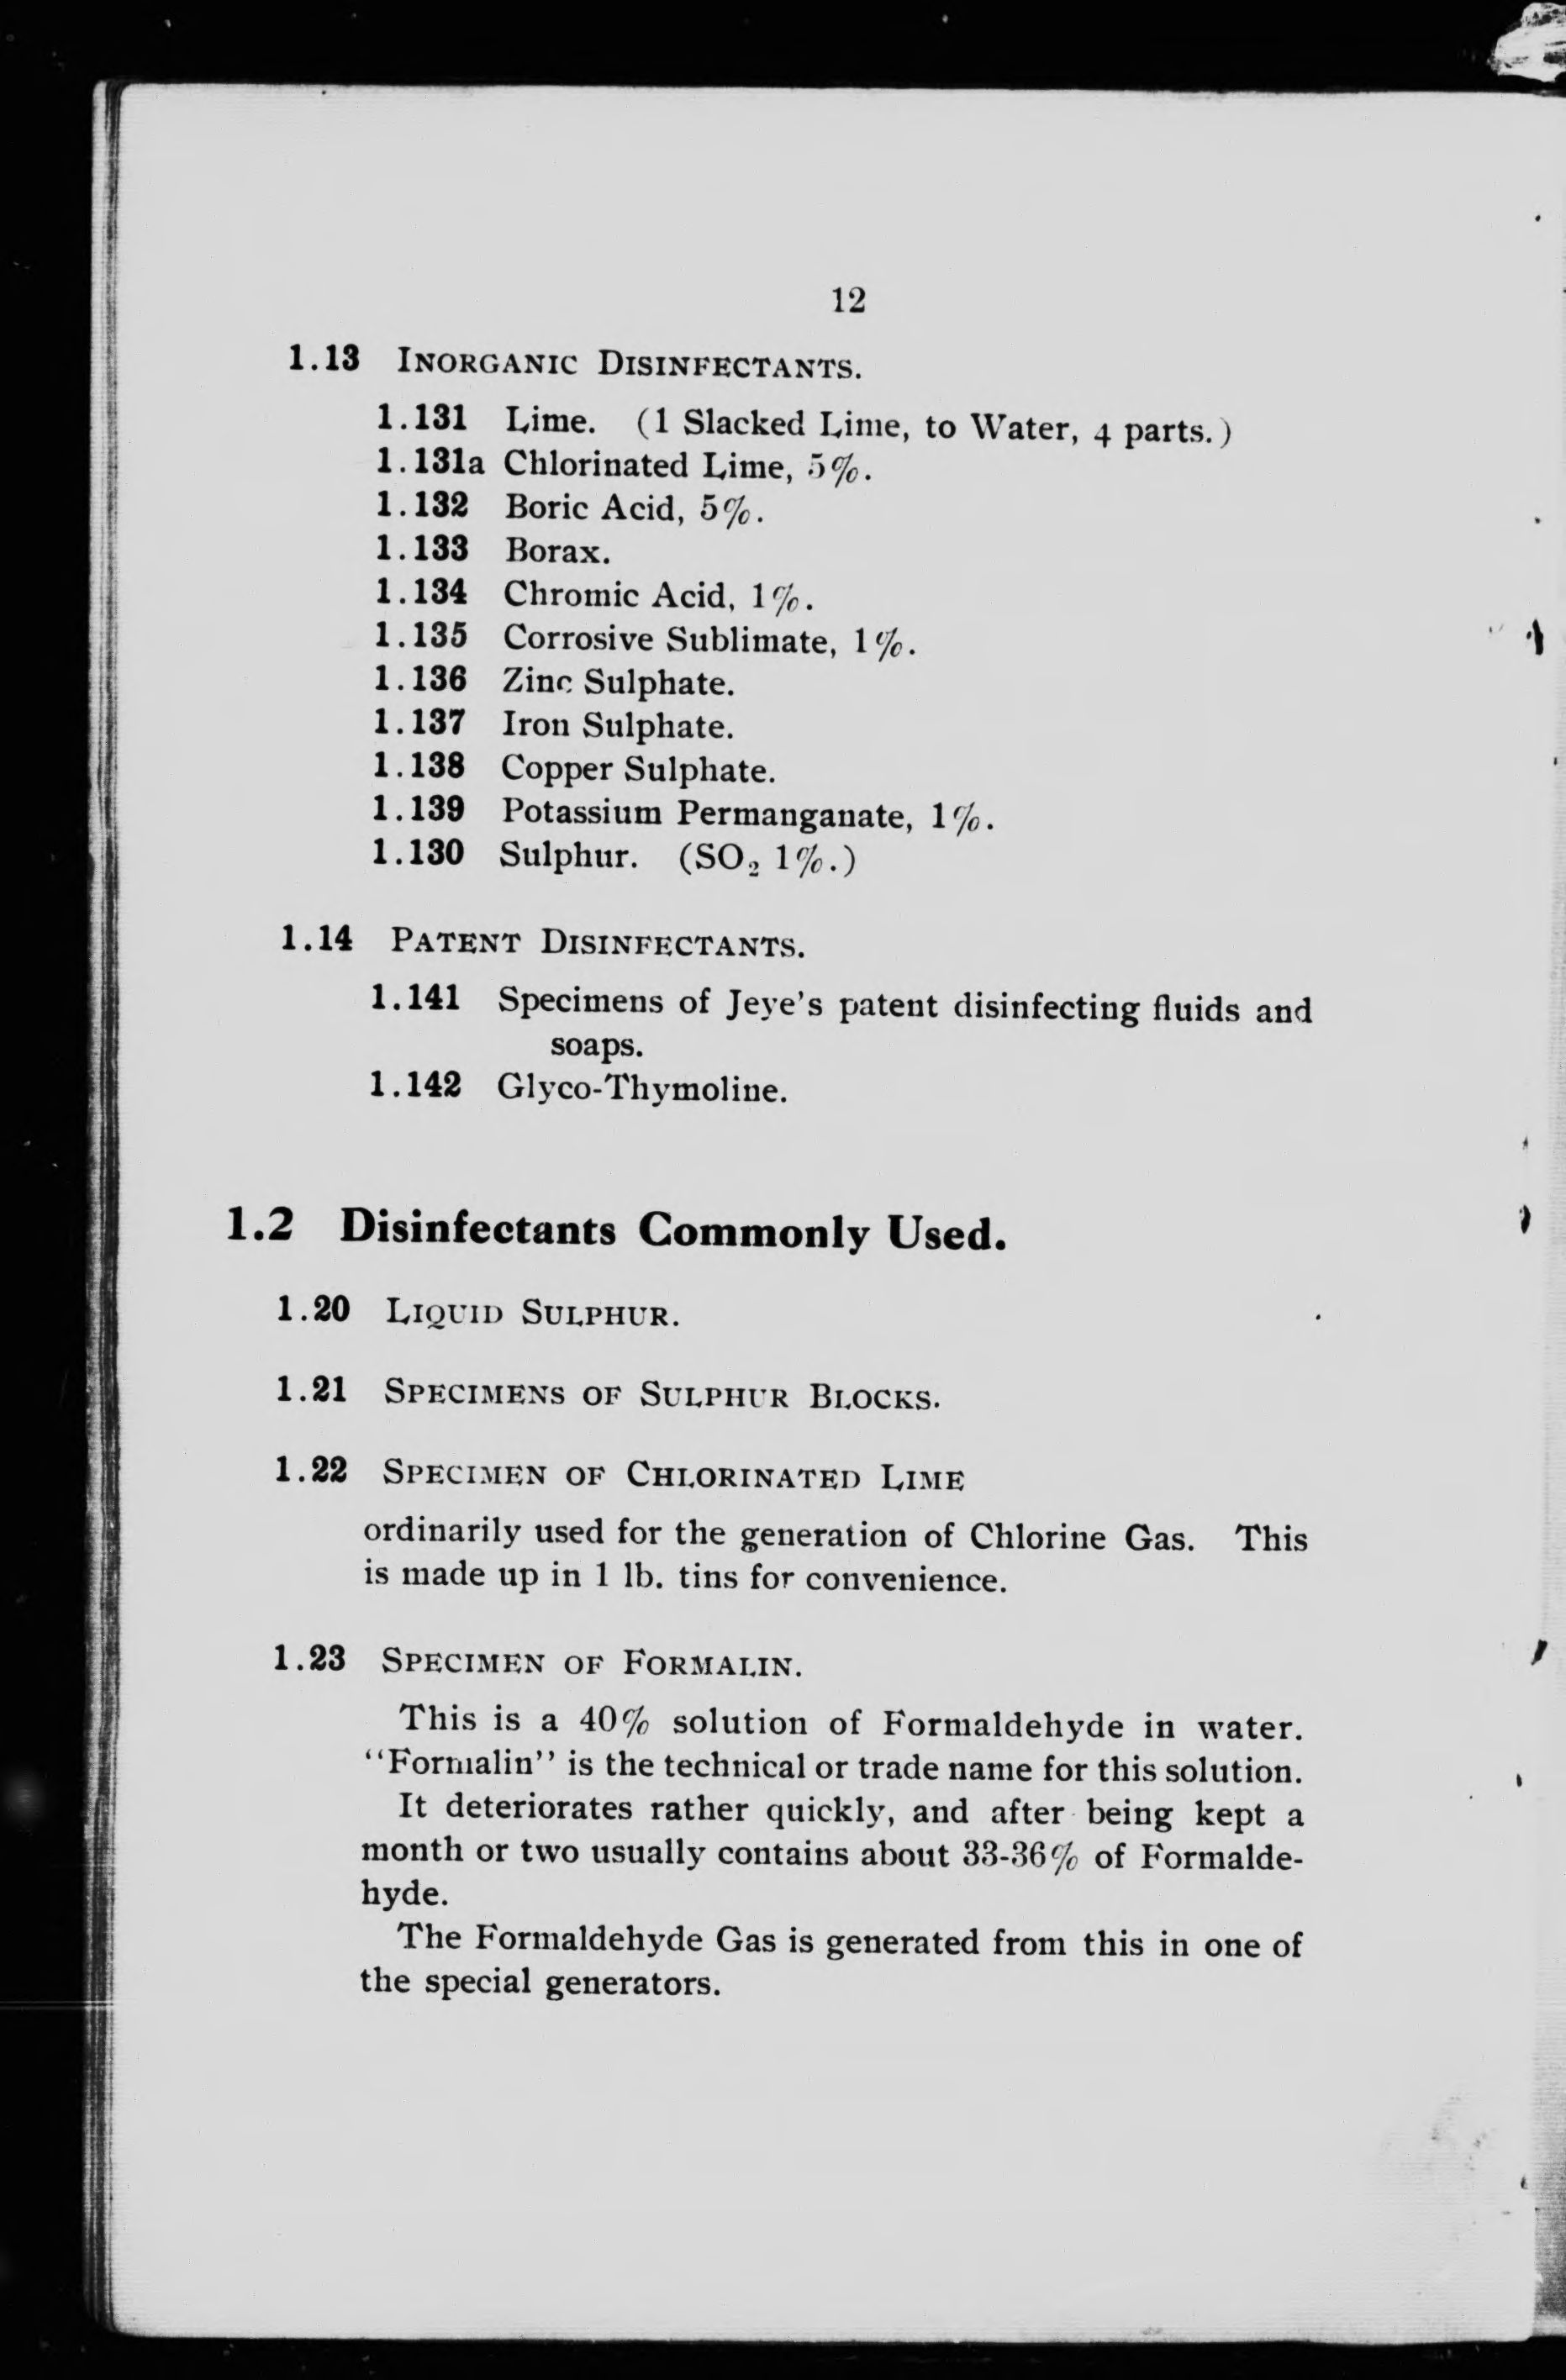 12
1.13 Inorganic Disinfectants.
1.131 Lime. (1 Slacked Lime, to Water, 4 parts.)
1.131a Chlorinated Lime, 5%.
1.132 Boric Acid, 5%.
1.133 Borax.
1.134 Chromic Acid, 1%.
1.135 Corrosive Sublimate, 1%.
1.136 Zinc Sulphate.
1.137 Iron Sulphate.
1.138 Copper Sulphate.
1.139 Potassium Permanganate, 1%.
1.130 Sulphur. (SO₂ 1%.)
1.14 Patent Disinfectants.
1.141 Specimens of Jeye's patent disinfecting fluids and
soaps.
1.142 Glyco-Thymoline.
1.2 Disinfectants Commonly Used.
1.20 Liquid Sulphur.
1.21 Specimens of Sulphur Blocks.
1.22 Specimen of Chlorinated Lime
ordinarily used for the generation of Chlorine Gas. This
is made up in 1 lb. tins for convenience.
1.23 Specimen of Formalin.
This is a 40% solution of Formaldehyde in water.
"Formalin" is the technical or trade name for this solution.
It deteriorates rather quickly, and after being kept a
month or two usually contains about 33-36% of Formalde-
hyde.
The Formaldehyde Gas is generated from this in one of
the special generators.